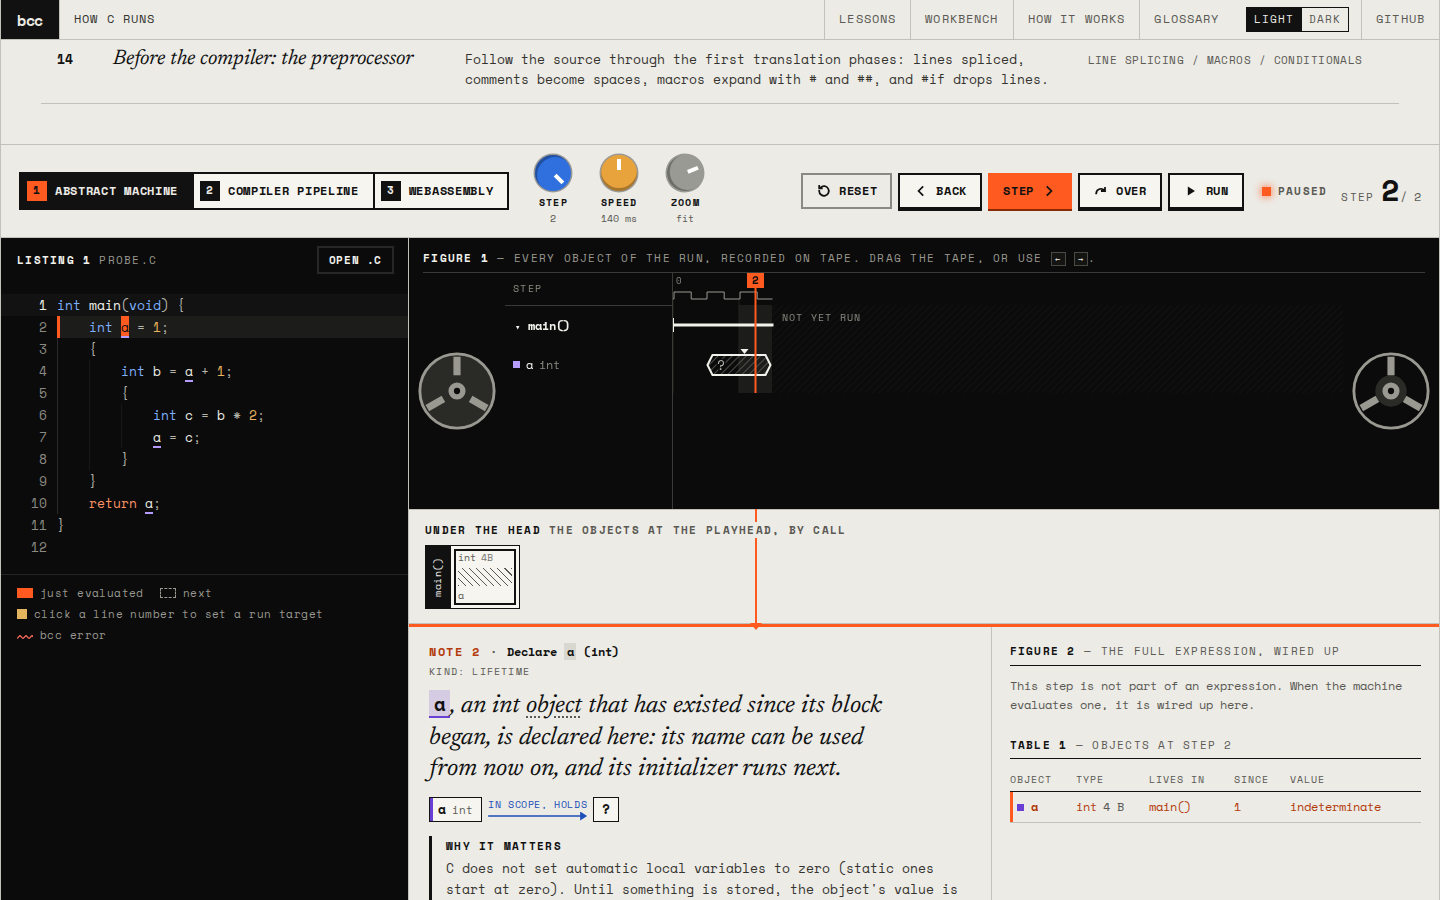 bcc HOW C RUNS LESSONS WORKBENCH HOW IT WORKS GLOSSARY LIGHT DARK GITHUB
14 Before the compiler: the preprocessor Follow the source through the first translation phases: lines spliced, LINE SPLICING / MACROS / CONDITIONALS
comments become spaces, macros expand with # and ##, and #if drops lines.
1 ABSTRACT MACHINE 2 COMPILER PIPELINE 3 WEBASSEMBLY
STEP SPEED ZOOM
2 140 ms fit
RESET BACK STEP OVER RUN PAUSED STEP 2 / 2
LISTING 1 PROBE.C OPEN .C
1 int main(void) {
2 int a = 1;
3 {
4 int b = a + 1;
5 {
6 int c = b * 2;
7 a = c;
8 }
9 }
10 return a;
11 }
12
just evaluated next
click a line number to set a run target
bcc error
FIGURE 1 — EVERY OBJECT OF THE RUN, RECORDED ON TAPE. DRAG THE TAPE, OR USE ← →.
STEP 0 2
main() NOT YET RUN
a int ?
UNDER THE HEAD THE OBJECTS AT THE PLAYHEAD, BY CALL
main()
int 4B
a
NOTE 2 · Declare a (int)
KIND: LIFETIME
a, an int object that has existed since its block
began, is declared here: its name can be used
from now on, and its initializer runs next.
a int IN SCOPE, HOLDS ?
WHY IT MATTERS
C does not set automatic local variables to zero (static ones
start at zero). Until something is stored, the object's value is
FIGURE 2 — THE FULL EXPRESSION, WIRED UP
This step is not part of an expression. When the machine
evaluates one, it is wired up here.
TABLE 1 — OBJECTS AT STEP 2
OBJECT TYPE LIVES IN SINCE VALUE
a int 4 B main() 1 indeterminate